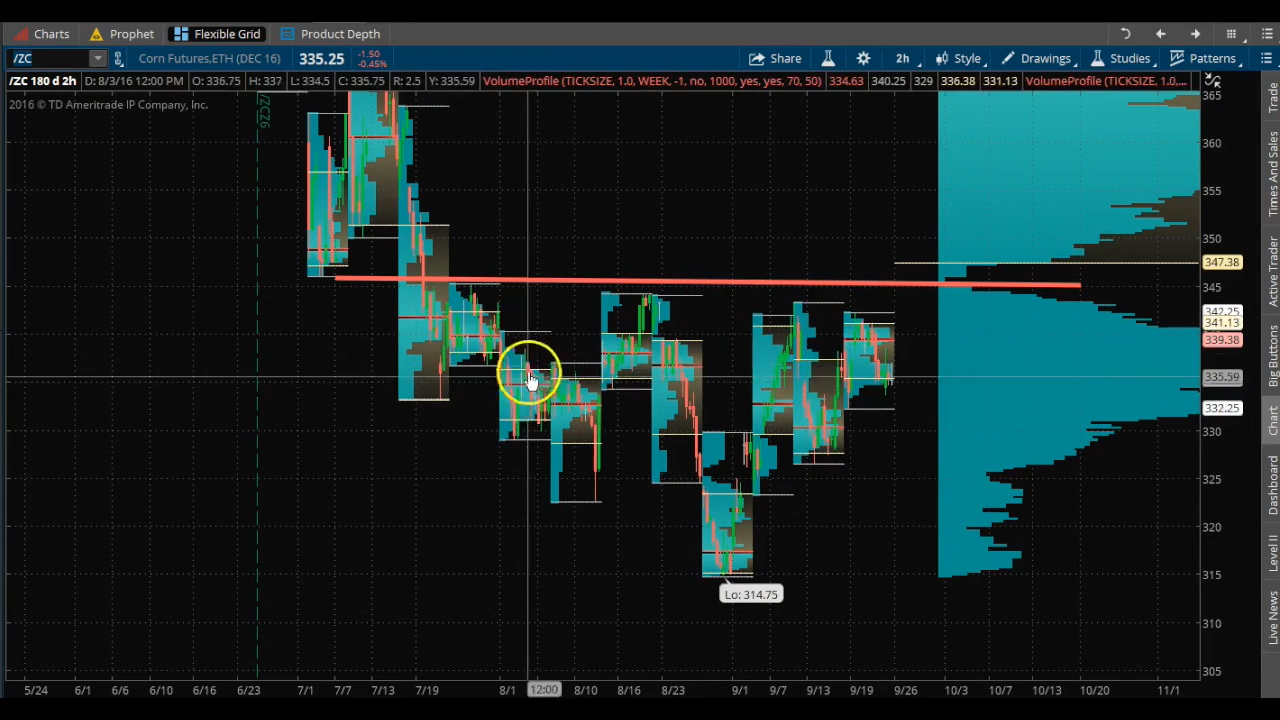 Charts Prophet Flexible Grid Product Depth
/ZC Corn Futures,ETH (DEC 16) 335.25 -1.50 -0.45% Share 2h Style Drawings Studies Patterns
/ZC 180 d 2h D: 8/3/16 12:00 PM O: 336.75 H: 337 L: 334.5 C: 335.75 R: 2.5 Y: 335.59 VolumeProfile (TICKSIZE, 1.0, WEEK, -1, no, 1000, yes, yes, 70, 50) 334.63 340.25 329 336.38 331.13 VolumeProfile (TICKSIZE, 1.0,...
2016 © TD Ameritrade IP Company, Inc.
/ZCZ6
365
360
355
350
347.38
345
342.25
341.13
339.38
335.59
332.25
330
325
320
315
310
305
Lo: 314.75
5/24 6/1 6/6 6/10 6/16 6/23 7/1 7/7 7/13 7/19 8/1 12:00 8/10 8/16 8/23 9/1 9/7 9/13 9/19 9/26 10/3 10/7 10/13 10/20 11/1
Trade
Times And Sales
Active Trader
Big Buttons
Chart
Dashboard
Level II
Live News